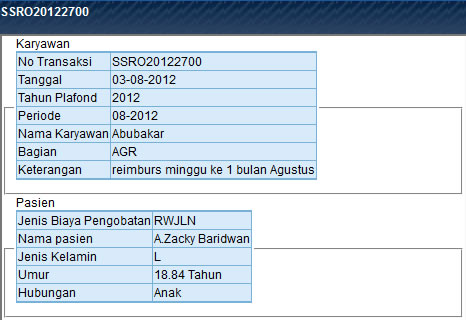 SSRO20122700
Karyawan
No Transaksi SSRO20122700
Tanggal 03-08-2012
Tahun Plafond 2012
Periode 08-2012
Nama Karyawan Abubakar
Bagian AGR
Keterangan reimburs minggu ke 1 bulan Agustus
Pasien
Jenis Biaya Pengobatan RWJLN
Nama pasien A.Zacky Baridwan
Jenis Kelamin L
Umur 18.84 Tahun
Hubungan Anak